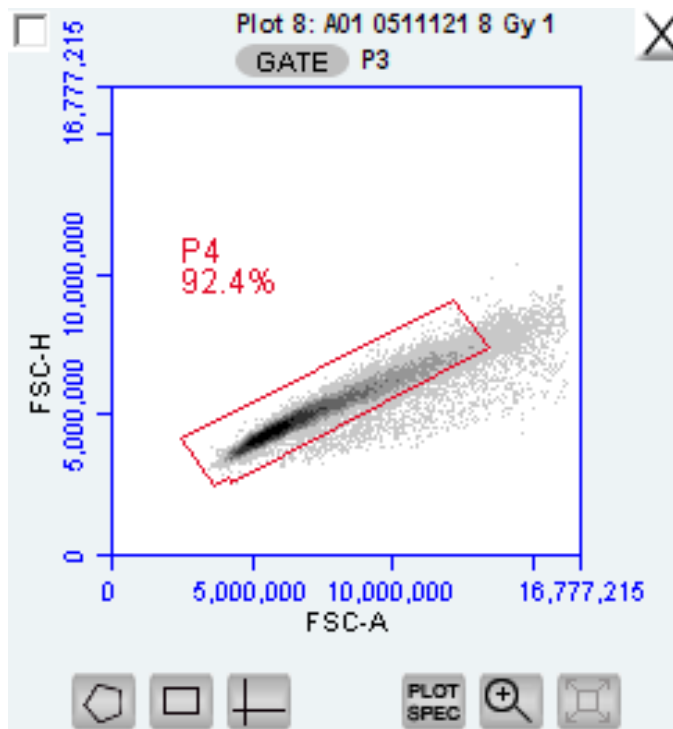 Plot 8: A01 0511121 8 Gy 1
GATE P3
16,777,215
10,000,000
5,000,000
0
FSC-H
P4
92.4%
0 5,000,000 10,000,000 16,777,215
FSC-A
PLOT
SPEC